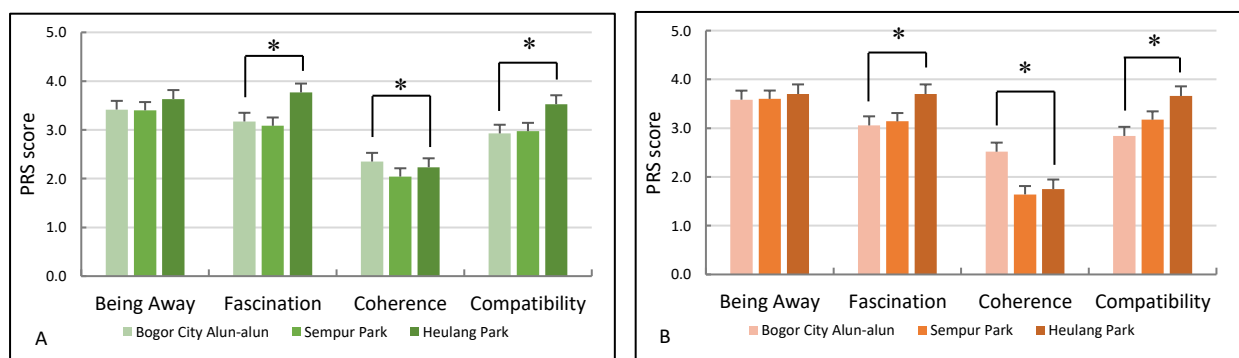 5.0
4.0
3.0
2.0
1.0
0.0
PRS score
* * *
Being Away Fascination Coherence Compatibility
Bogor City Alun-alun Sempur Park Heulang Park
A
5.0
4.0
3.0
2.0
1.0
0.0
PRS score
* * *
Being Away Fascination Coherence Compatibility
Bogor City Alun-alun Sempur Park Heulang Park
B